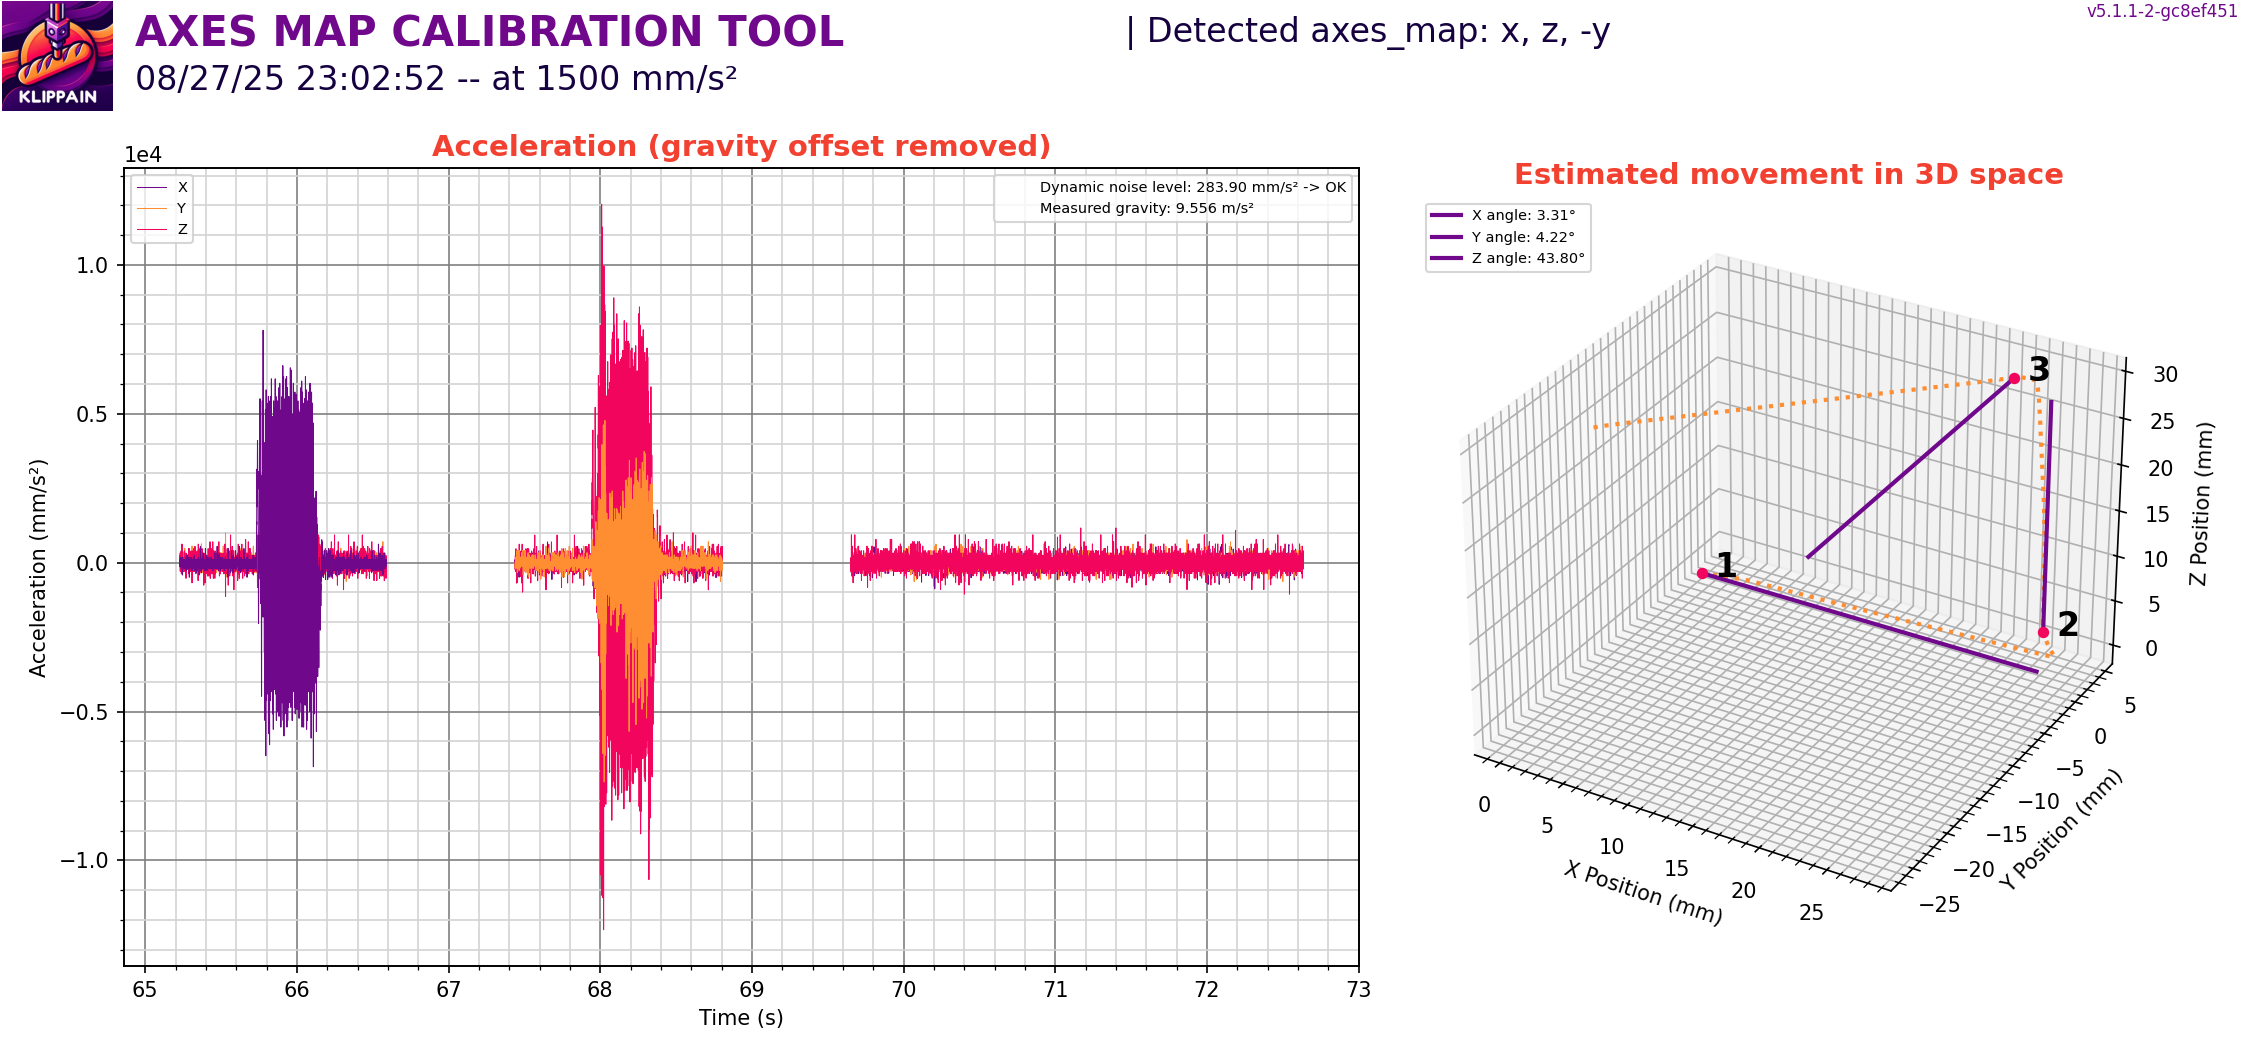 KLIPPAIN
AXES MAP CALIBRATION TOOL
| Detected axes_map: x, z, -y
v5.1.1-2-gc8ef451
08/27/25 23:02:52 -- at 1500 mm/s²
Acceleration (gravity offset removed)
1e4
X
Y
Z
Dynamic noise level: 283.90 mm/s² -> OK
Measured gravity: 9.556 m/s²
1.0
0.5
0.0
−0.5
−1.0
Acceleration (mm/s²)
65 66 67 68 69 70 71 72 73
Time (s)
Estimated movement in 3D space
X angle: 3.31°
Y angle: 4.22°
Z angle: 43.80°
3
1
2
30
25
20
15
10
5
0
Z Position (mm)
5
0
−5
−10
−15
−20
−25
Y Position (mm)
0
5
10
15
20
25
X Position (mm)